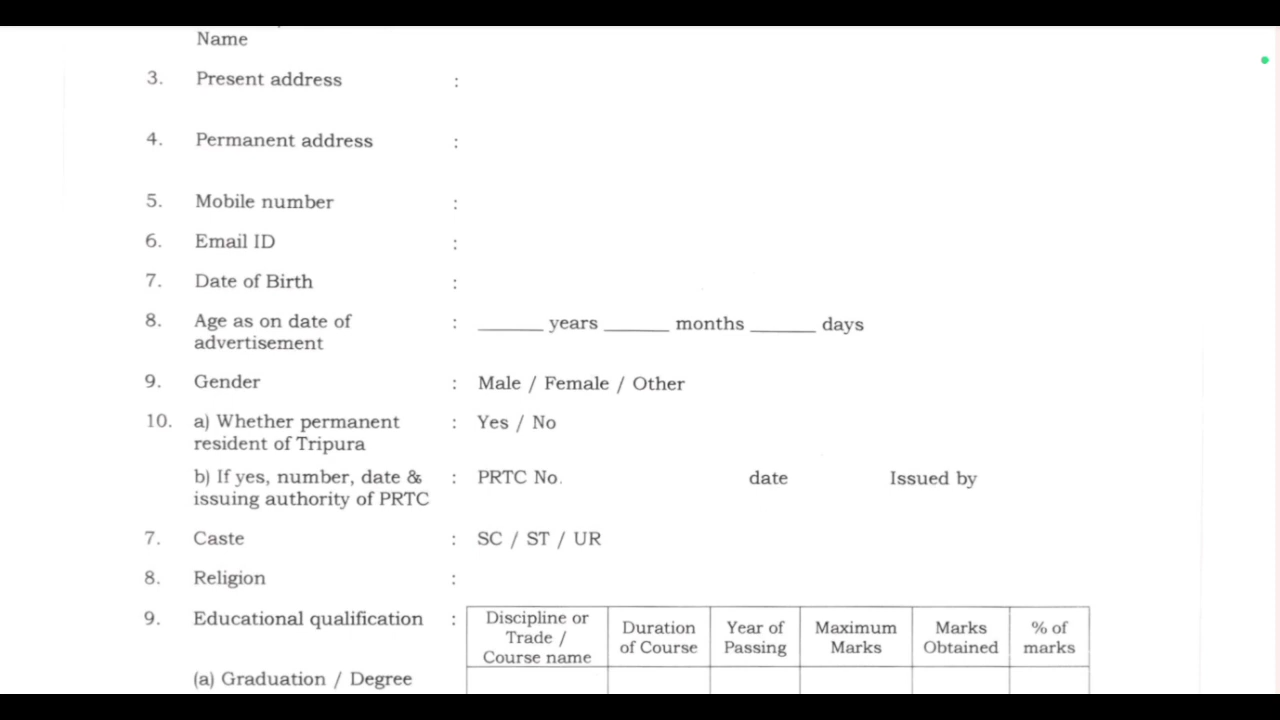 Name
3. Present address :
4. Permanent address :
5. Mobile number :
6. Email ID :
7. Date of Birth :
8. Age as on date of : ______ years ______ months ______ days
advertisement
9. Gender : Male / Female / Other
10. a) Whether permanent : Yes / No
resident of Tripura
b) If yes, number, date & : PRTC No. date Issued by
issuing authority of PRTC
7. Caste : SC / ST / UR
8. Religion :
9. Educational qualification :
Discipline or
Trade /
Course name
Duration
of Course
Year of
Passing
Maximum
Marks
Marks
Obtained
% of
marks
(a) Graduation / Degree